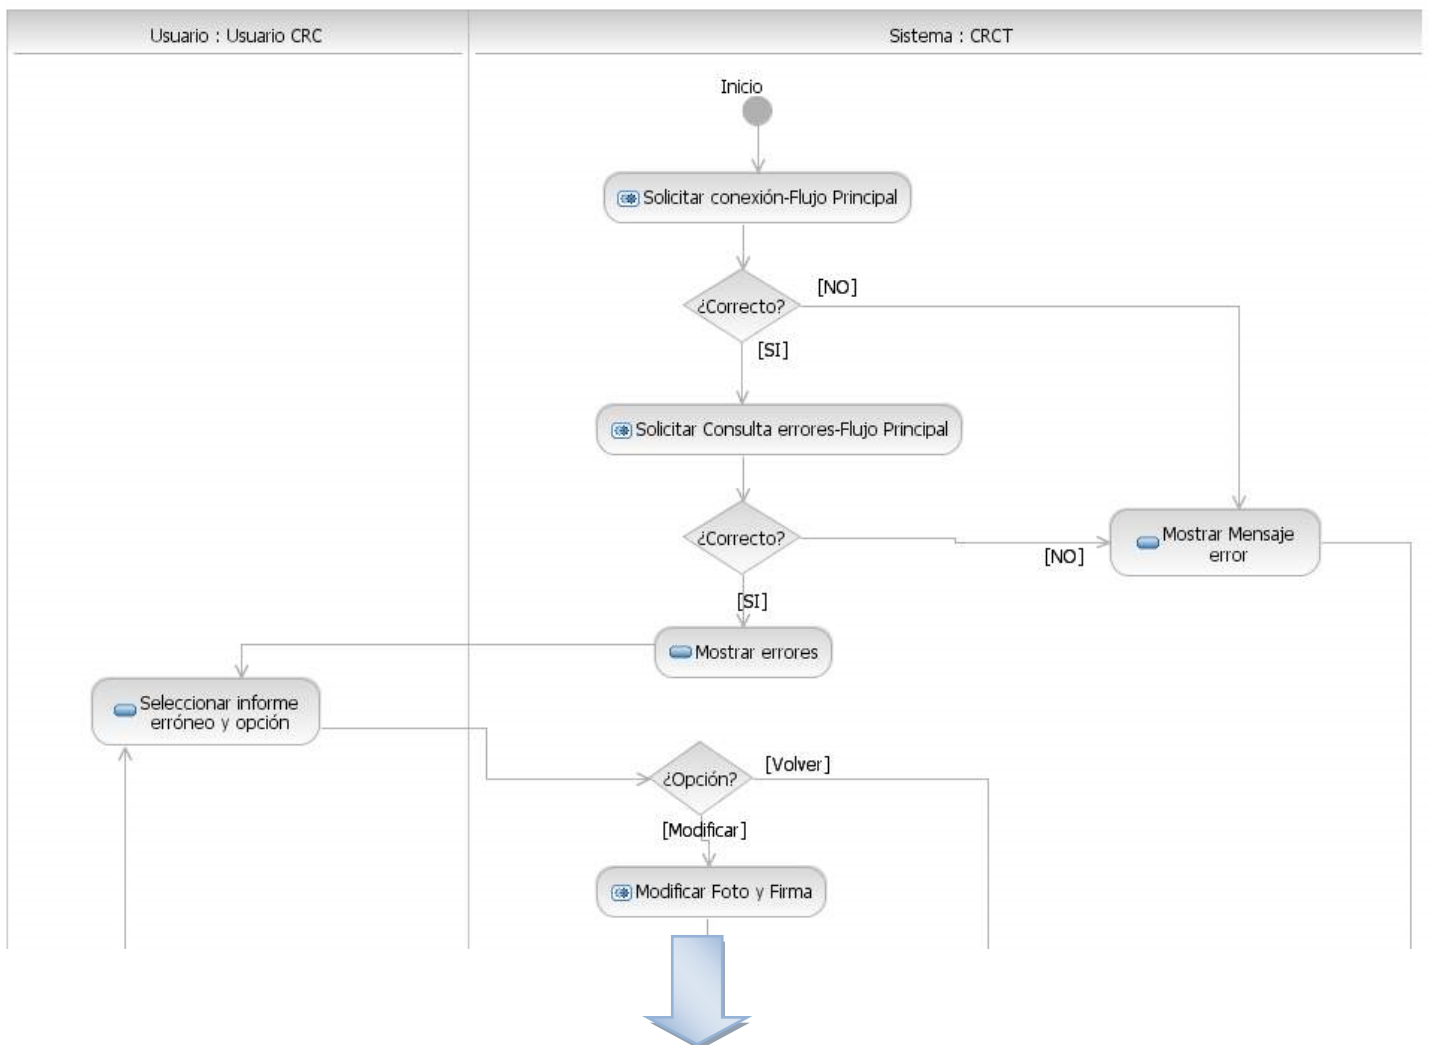 Usuario : Usuario CRC
Sistema : CRCT
Inicio
Solicitar conexión-Flujo Principal
¿Correcto?
[NO]
[SI]
Solicitar Consulta errores-Flujo Principal
¿Correcto?
[NO]
Mostrar Mensaje
error
[SI]
Mostrar errores
Seleccionar informe
erróneo y opción
¿Opción?
[Volver]
[Modificar]
Modificar Foto y Firma